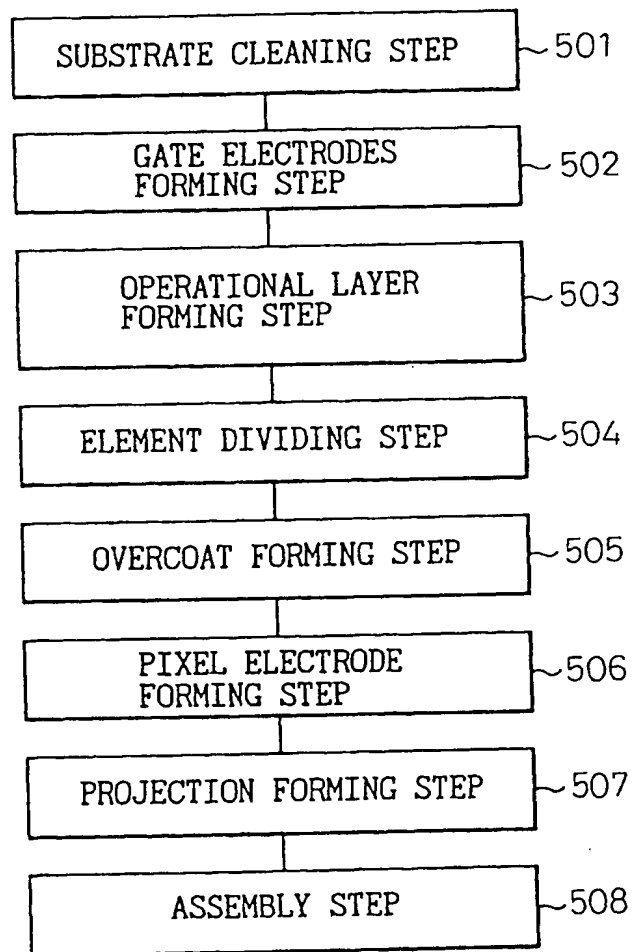 SUBSTRATE CLEANING STEP 501
GATE ELECTRODES
FORMING STEP 502
OPERATIONAL LAYER
FORMING STEP 503
ELEMENT DIVIDING STEP 504
OVERCOAT FORMING STEP 505
PIXEL ELECTRODE
FORMING STEP 506
PROJECTION FORMING STEP 507
ASSEMBLY STEP 508